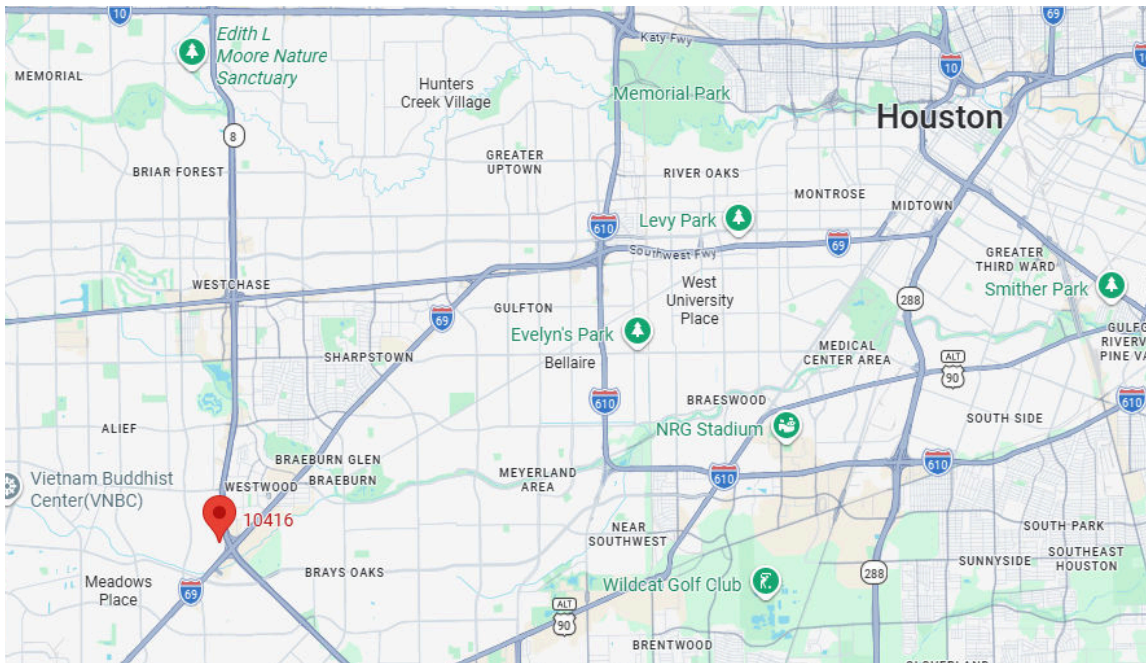 10
69
Edith L
Moore Nature
Sanctuary
Katy Fwy
10
10
MEMORIAL
Hunters
Creek Village
Memorial Park
Houston
8
BRIAR FOREST
GREATER
UPTOWN
RIVER OAKS
MONTROSE
MIDTOWN
610
Levy Park
69
Southwest Fwy
GREATER
THIRD WARD
WESTCHASE
West
University
Place
288
Smither Park
GULFTON
69
Evelyn's Park
SHARPSTOWN
Bellaire
MEDICAL
CENTER AREA
ALT
90
610
BRAESWOOD
SOUTH SIDE
ALIEF
NRG Stadium
BRAEBURN GLEN
BRAEBURN
MEYERLAND
AREA
610
610
Vietnam Buddhist
Center(VNBC)
WESTWOOD
10416
NEAR
SOUTHWEST
SOUTH PARK
SUNNYSIDE
SOUTHEAST
HOUSTON
Meadows
Place
BRAYS OAKS
69
Wildcat Golf Club
288
ALT
90
BRENTWOOD